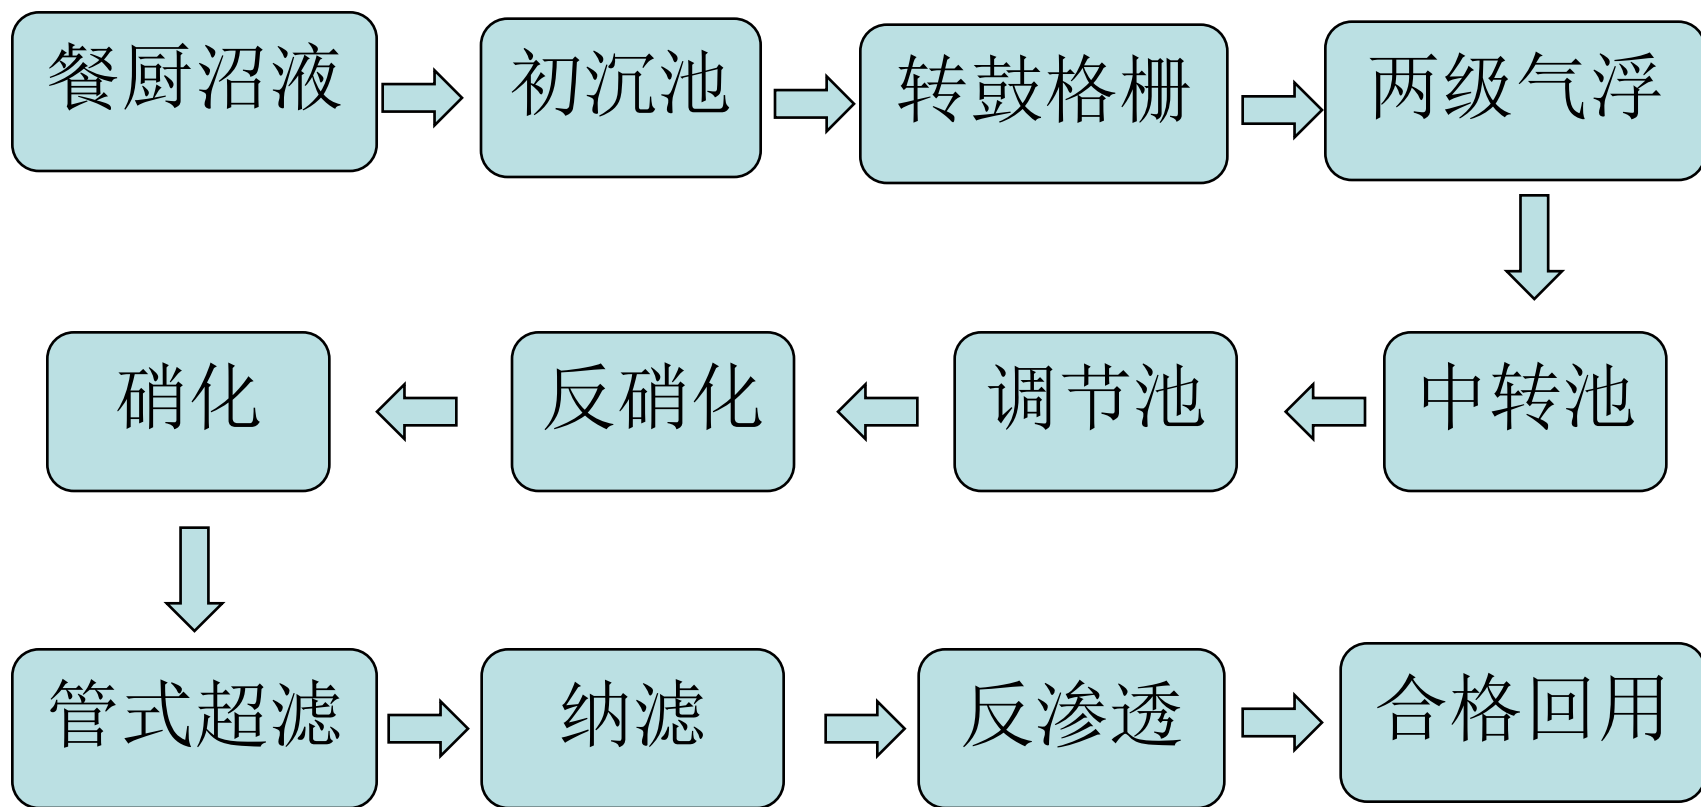 餐厨沼液
初沉池
转鼓格栅
两级气浮
中转池
调节池
反硝化
硝化
管式超滤
纳滤
反渗透
合格回用